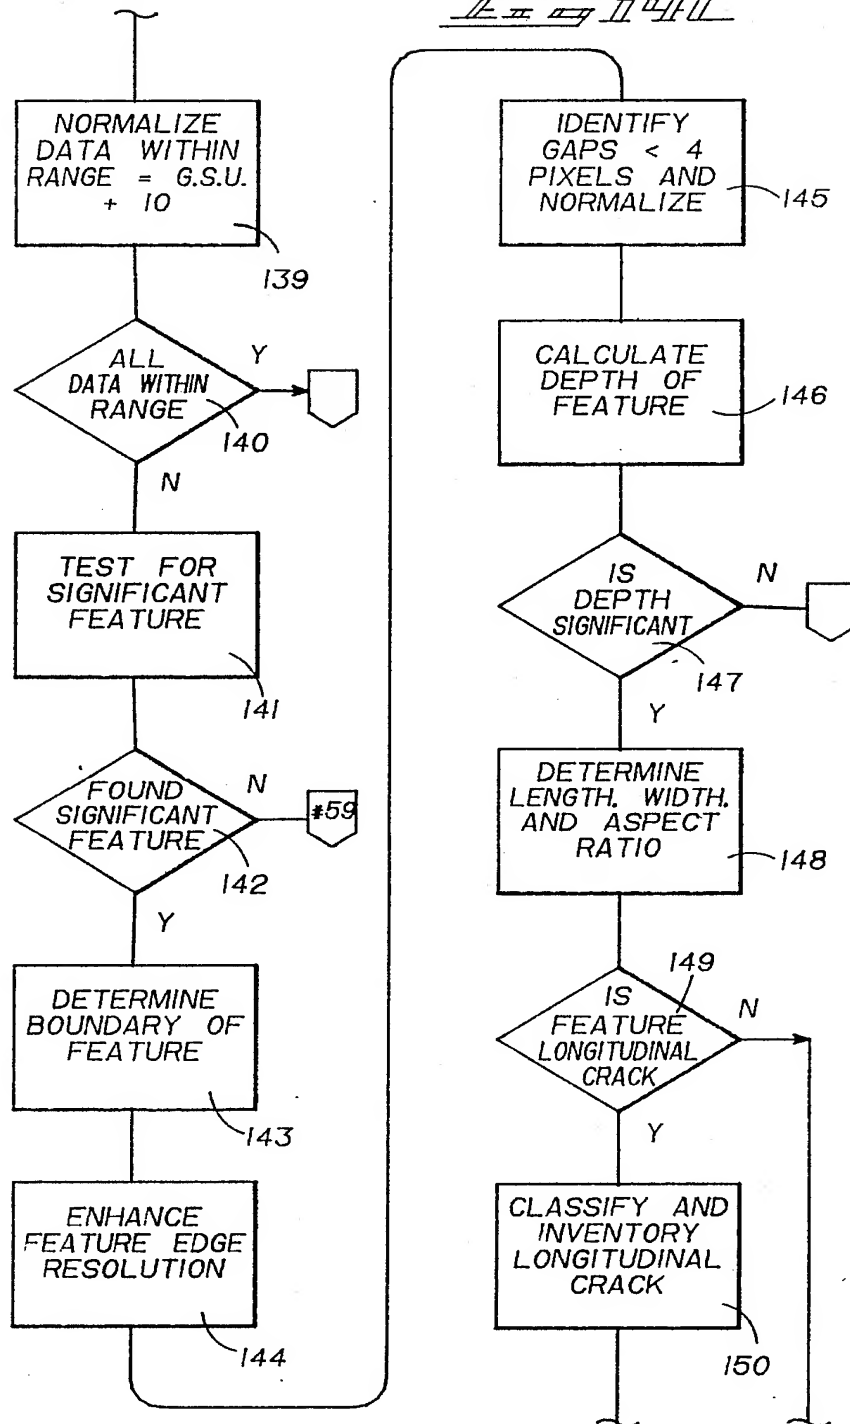 NORMALIZE
DATA WITHIN
RANGE = G.S.U.
+ 10
139
ALL
DATA WITHIN
RANGE
140
Y
N
TEST FOR
SIGNIFICANT
FEATURE
141
FOUND
SIGNIFICANT
FEATURE
142
N
#59
Y
DETERMINE
BOUNDARY OF
FEATURE
143
ENHANCE
FEATURE EDGE
RESOLUTION
144
IDENTIFY
GAPS < 4
PIXELS AND
NORMALIZE
145
CALCULATE
DEPTH OF
FEATURE
146
IS
DEPTH
SIGNIFICANT
147
N
Y
DETERMINE
LENGTH. WIDTH.
AND ASPECT
RATIO
148
149
IS
FEATURE
LONGITUDINAL
CRACK
N
Y
CLASSIFY AND
INVENTORY
LONGITUDINAL
CRACK
150